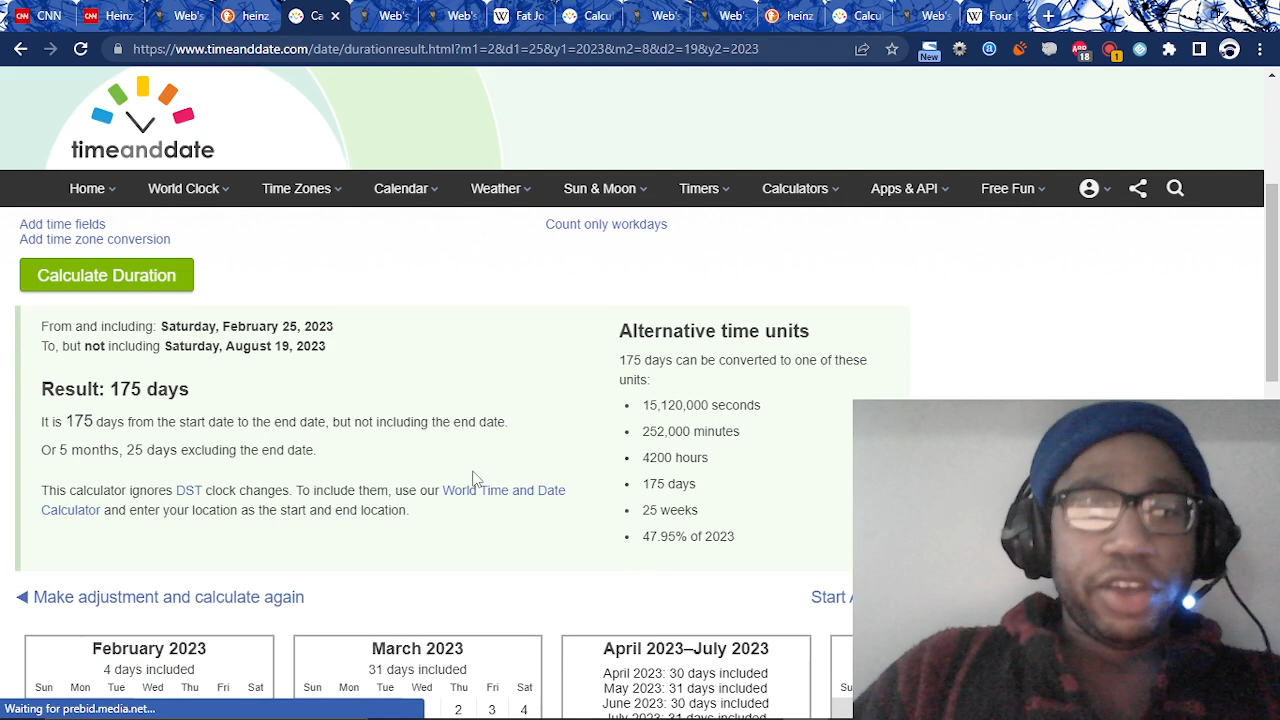 CNN
Heinz
Web's
heinz
Ca
Web's
Web's
Fat Jo
Calcu
Web's
Web's
heinz
Calcu
Web's
Four
https://www.timeanddate.com/date/durationresult.html?m1=2&d1=25&y1=2023&m2=8&d2=19&y2=2023
New
18
1
timeanddate
Home World Clock Time Zones Calendar Weather Sun & Moon Timers Calculators Apps & API Free Fun
Add time fields
Count only workdays
Add time zone conversion
Calculate Duration
From and including: Saturday, February 25, 2023
To, but not including Saturday, August 19, 2023
Result: 175 days
It is 175 days from the start date to the end date, but not including the end date.
Or 5 months, 25 days excluding the end date.
This calculator ignores DST clock changes. To include them, use our World Time and Date
Calculator and enter your location as the start and end location.
Alternative time units
175 days can be converted to one of these
units:
• 15,120,000 seconds
• 252,000 minutes
• 4200 hours
• 175 days
• 25 weeks
• 47.95% of 2023
Make adjustment and calculate again
Start
February 2023
4 days included
Sun Mon Tue Wed Thu Fri Sat
March 2023
31 days included
Sun Mon Tue Wed Thu Fri Sat
2 3 4
April 2023–July 2023
April 2023: 30 days included
May 2023: 31 days included
June 2023: 30 days included
July 2023: 31 days included
Su
Waiting for prebid.media.net...